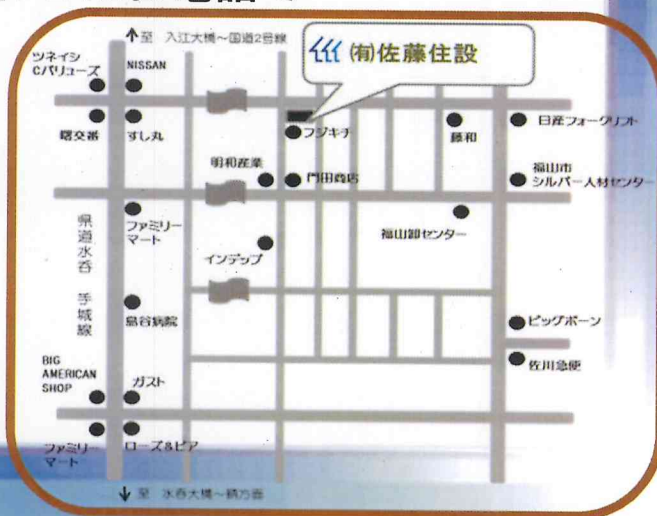 至 入江大橋～国道2号線
(有)佐藤住設
ツネイシ
Cバリューズ
NISSAN
曙交番
すし丸
フジキチ
藤和
日産フォークリフト
明和産業
門田商店
福山市
シルバー人材センター
県道水呑
手城線
ファミリー
マート
福山卸センター
インデップ
島谷病院
ビッグボーン
佐川急便
BIG
AMERICAN
SHOP
ガスト
ファミリー
マート
ローズ&ピア
至 水呑大橋～鞆方面